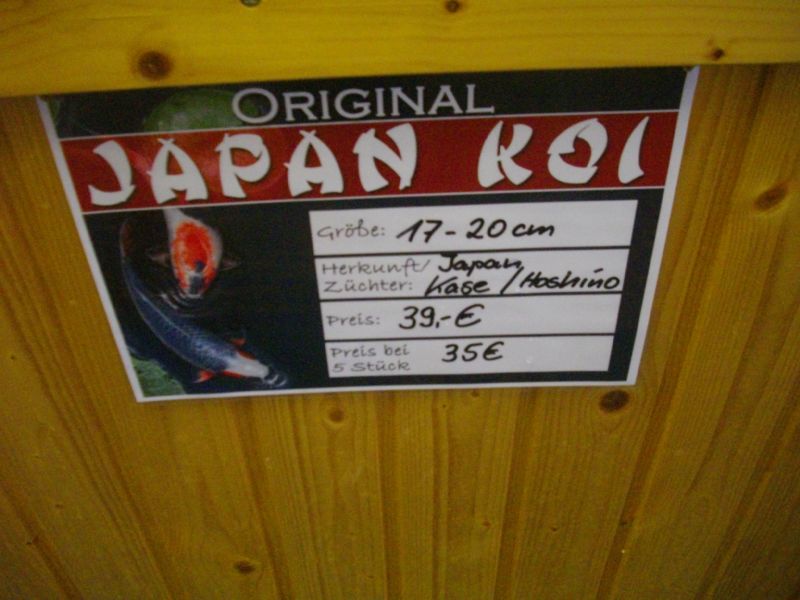 ORIGINAL
JAPAN KOI
Größe: 17-20 cm
Herkunft/ Japan
Züchter: Kase / Hoshino
Preis: 39,-€
Preis bei 35€
5 Stück